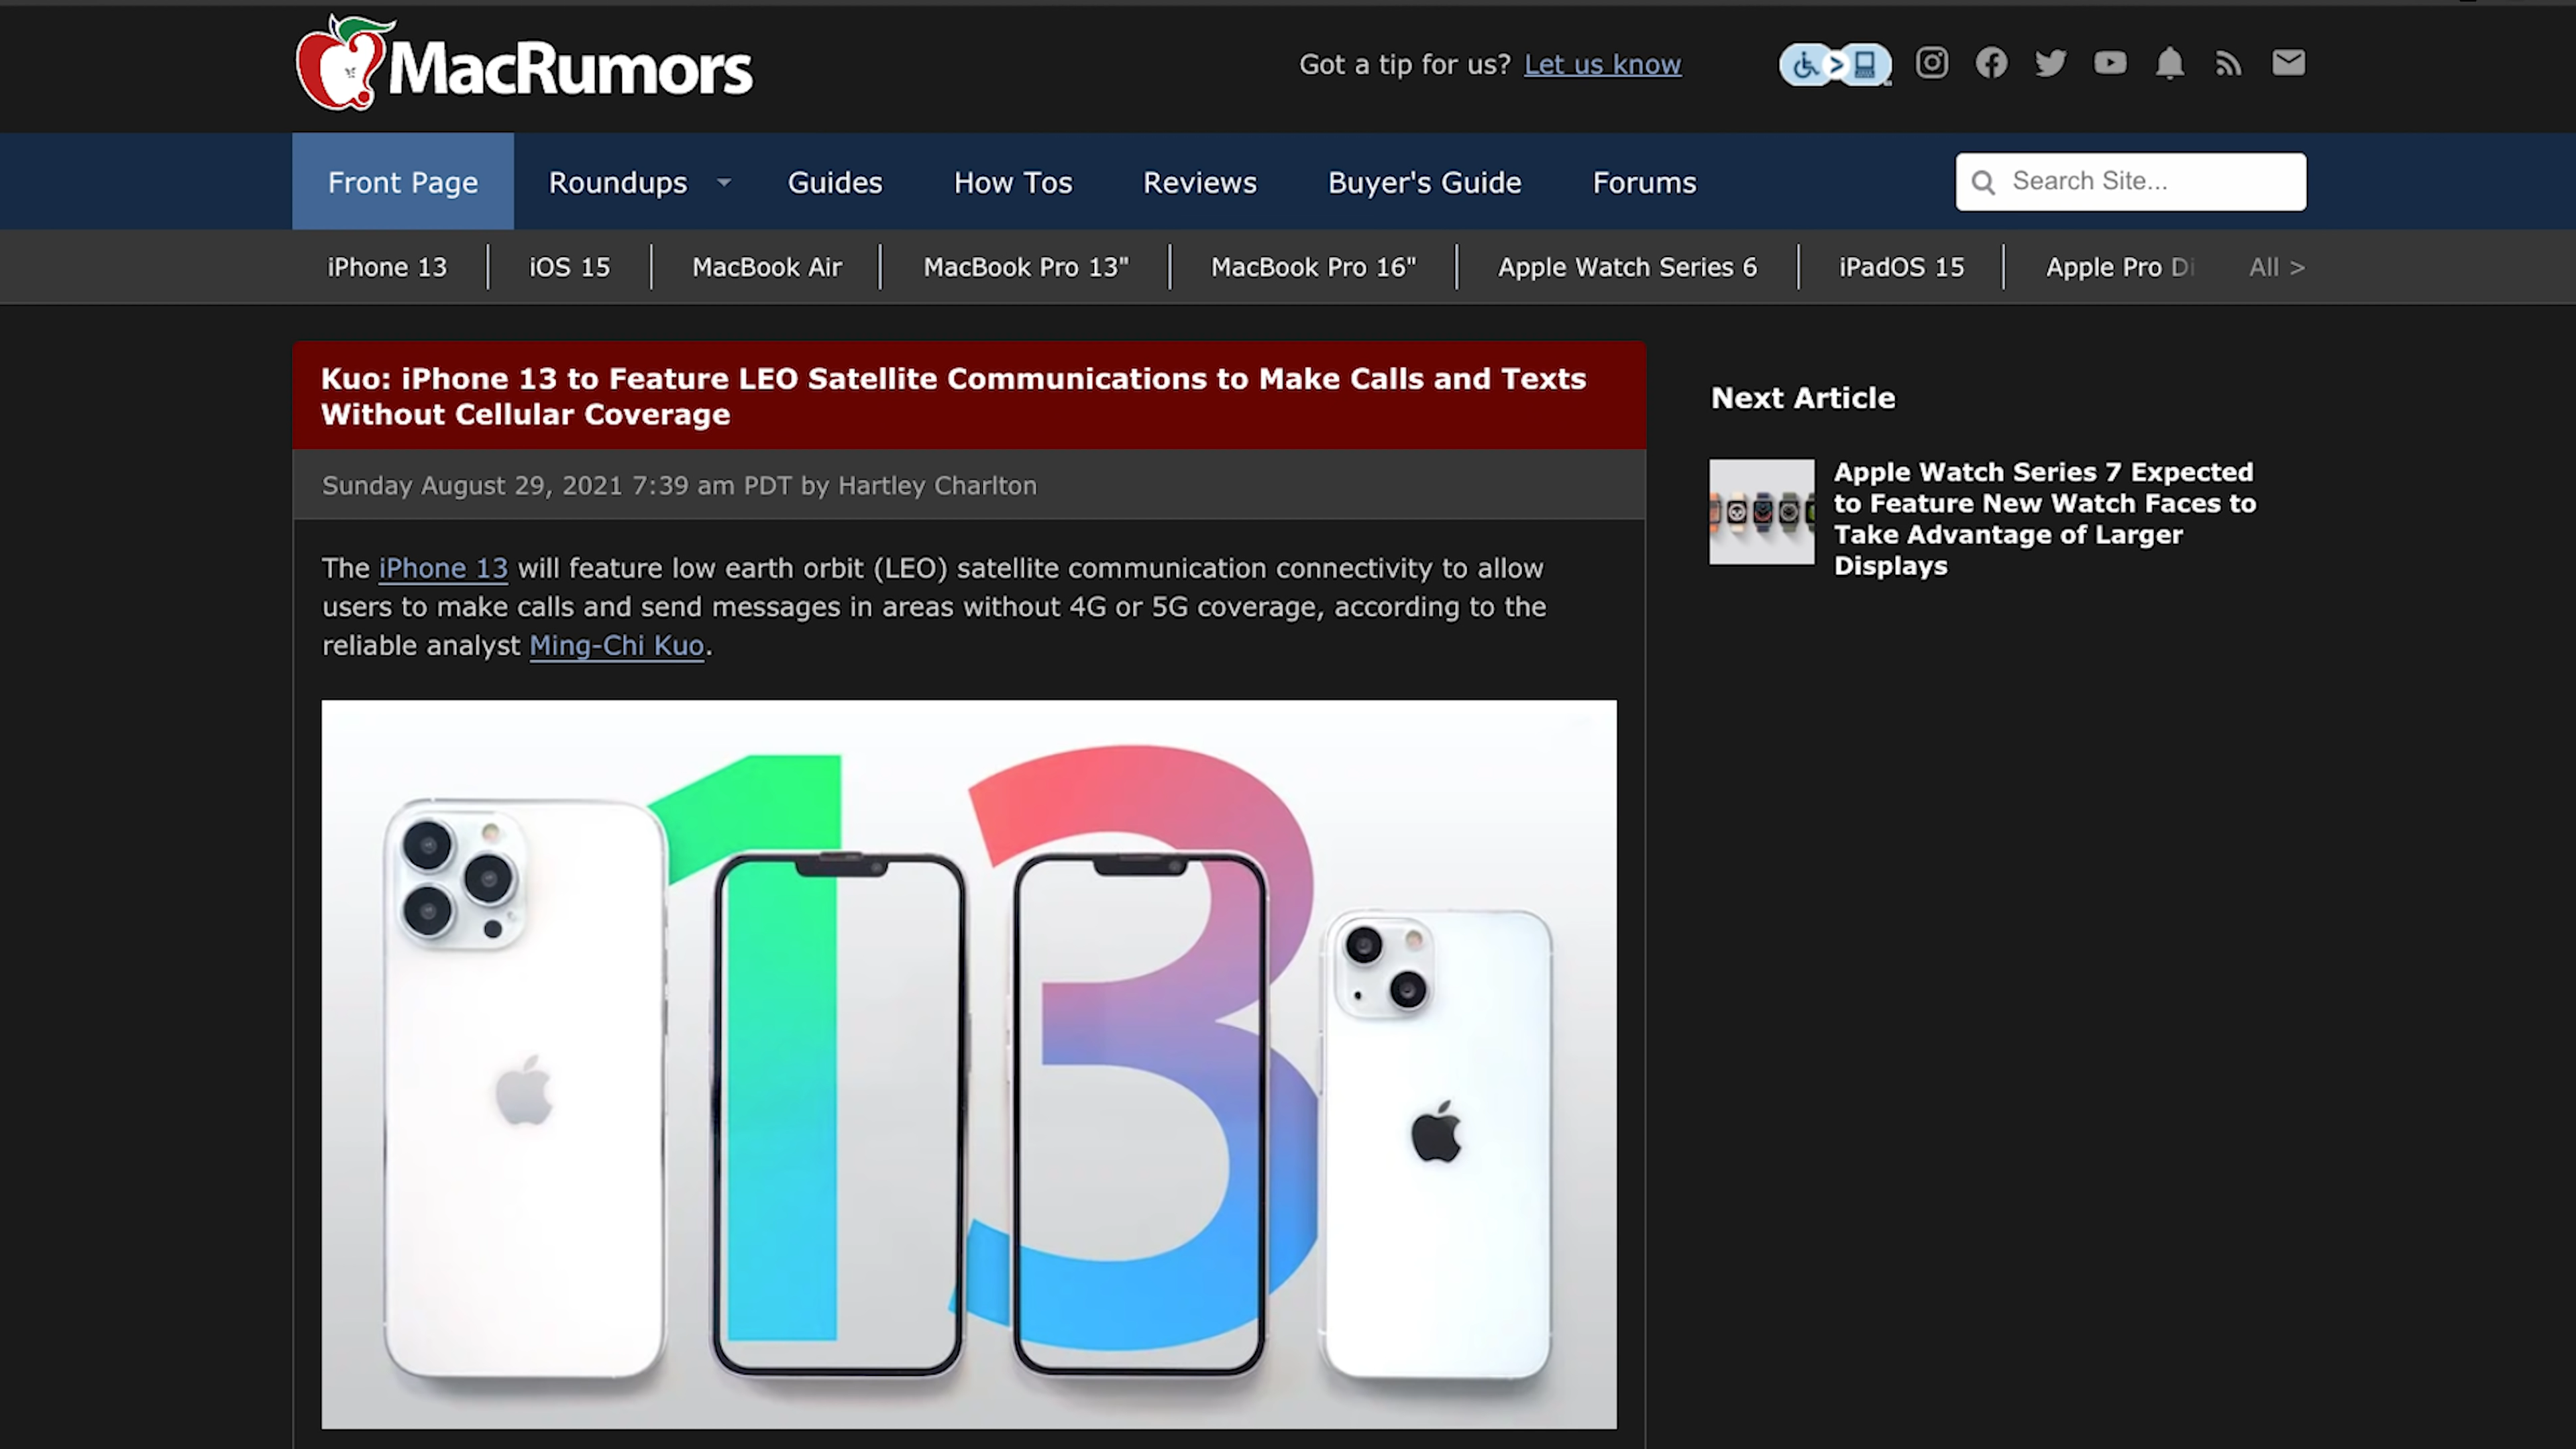 MacRumors
Got a tip for us? Let us know
Front Page
Roundups
Guides
How Tos
Reviews
Buyer's Guide
Forums
Search Site...
iPhone 13
iOS 15
MacBook Air
MacBook Pro 13"
MacBook Pro 16"
Apple Watch Series 6
iPadOS 15
Apple Pro Di
All >
Kuo: iPhone 13 to Feature LEO Satellite Communications to Make Calls and Texts
Without Cellular Coverage
Sunday August 29, 2021 7:39 am PDT by Hartley Charlton
The iPhone 13 will feature low earth orbit (LEO) satellite communication connectivity to allow
users to make calls and send messages in areas without 4G or 5G coverage, according to the
reliable analyst Ming-Chi Kuo.
13
Next Article
Apple Watch Series 7 Expected
to Feature New Watch Faces to
Take Advantage of Larger
Displays